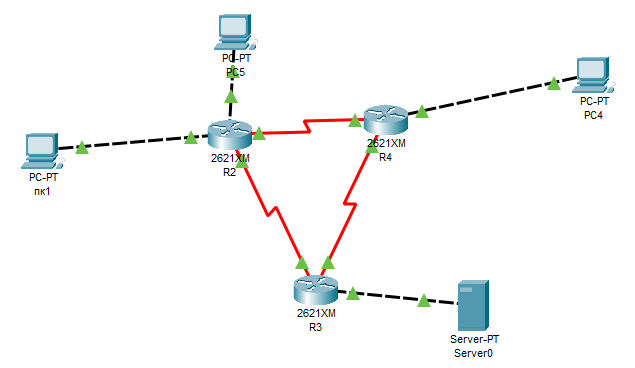 PC-PT
PC5
PC-PT
PC4
2621XM
R4
2621XM
R2
PC-PT
пк1
2621XM
R3
Server-PT
Server0